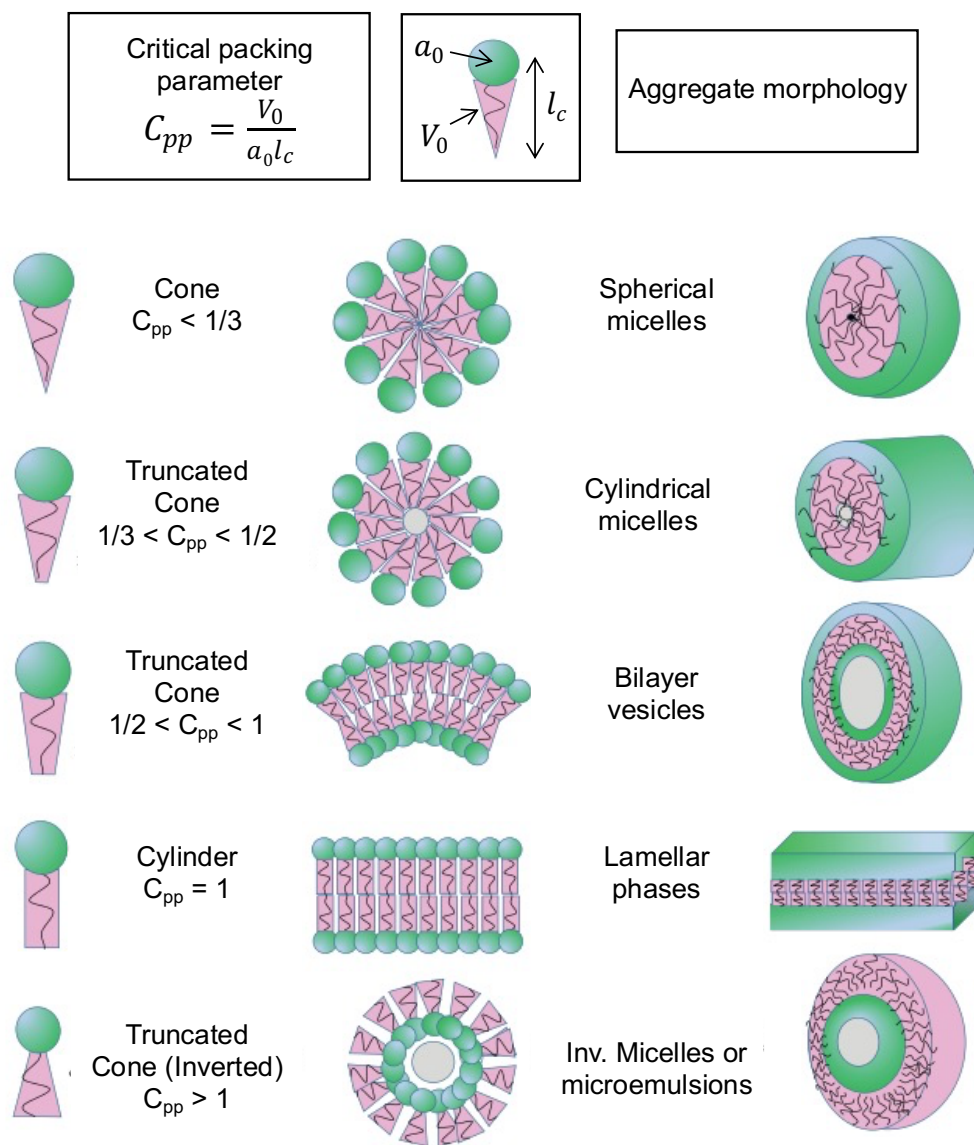 Critical packing
parameter
C_pp = V_0 / a_0 l_c
a_0
V_0
l_c
Aggregate morphology
Cone
C_pp < 1/3
Spherical
micelles
Truncated
Cone
1/3 < C_pp < 1/2
Cylindrical
micelles
Truncated
Cone
1/2 < C_pp < 1
Bilayer
vesicles
Cylinder
C_pp = 1
Lamellar
phases
Truncated
Cone (Inverted)
C_pp > 1
Inv. Micelles or
microemulsions